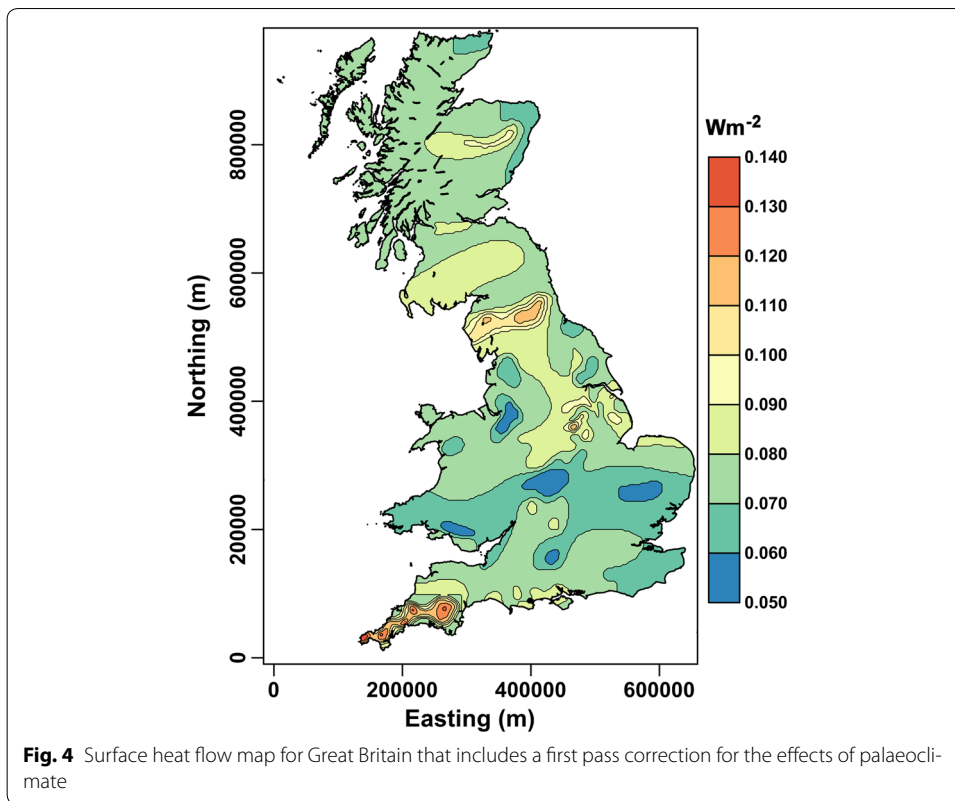 Wm-2
0.140
0.130
0.120
0.110
0.100
0.090
0.080
0.070
0.060
0.050
Northing (m)
800000
600000
400000
200000
0
0 200000 400000 600000
Easting (m)
Fig. 4 Surface heat flow map for Great Britain that includes a first pass correction for the effects of palaeocli-
mate